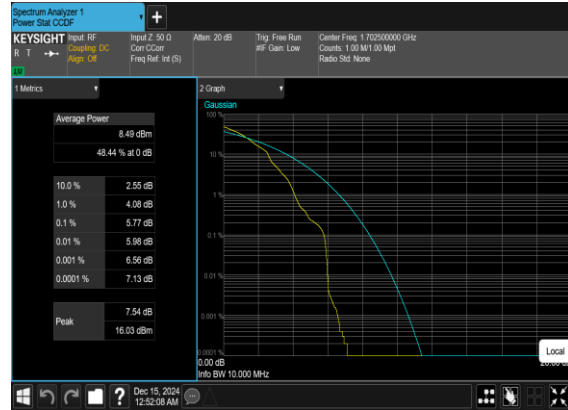 Spectrum Analyzer 1
Power Stat CCDF
KEYSIGHT
R T
LM
Input: RF
Coupling: DC
Align: Off
Input Z: 50 Ω
Corr CCorr
Freq Ref: Int (S)
Atten: 20 dB
Trig: Free Run
#IF Gain: Low
Center Freq: 1.702500000 GHz
Counts: 1.00 M/1.00 Mpt
Radio Std: None
1 Metrics
Average Power
8.49 dBm
48.44 % at 0 dB
10.0 % 2.55 dB
1.0 % 4.08 dB
0.1 % 5.77 dB
0.01 % 5.98 dB
0.001 % 6.56 dB
0.0001 % 7.13 dB
Peak
7.54 dB
16.03 dBm
2 Graph
Gaussian
100 %
10 %
1 %
0.1 %
0.01 %
0.001 %
0.0001 %
0.00 dB
Info BW 10.000 MHz
Local
Dec 15, 2024
12:52:08 AM